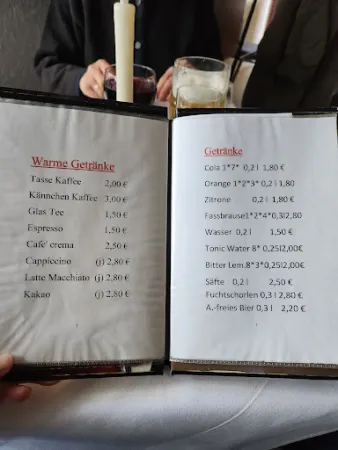 Warme Getränke
Tasse Kaffee 2,00 €
Kännchen Kaffee 3,00 €
Glas Tee 1,50 €
Espresso 1,50 €
Cafe' crema 2,50 €
Cappiccino (j) 2,80 €
Latte Macchiato (j) 2,80 €
Kakao (j) 2,80 €
Getränke
Cola 1*7* 0,2 l 1,80 €
Orange 1*2*3* 0,2 l 1,80
Zitrone 0,2 l 1,80 €
Fassbrause1*2*4*0,3l2,80
Wasser 0,2 l 1,50 €
Tonic Water 8* 0,25l2,00€
Bitter Lem.8*3*0,25l2,00€
Säfte 0,2 l 2,50 €
Fuchtschorlen 0,3 l 2,80 €
A.-freies Bier 0,3 l 2,20 €